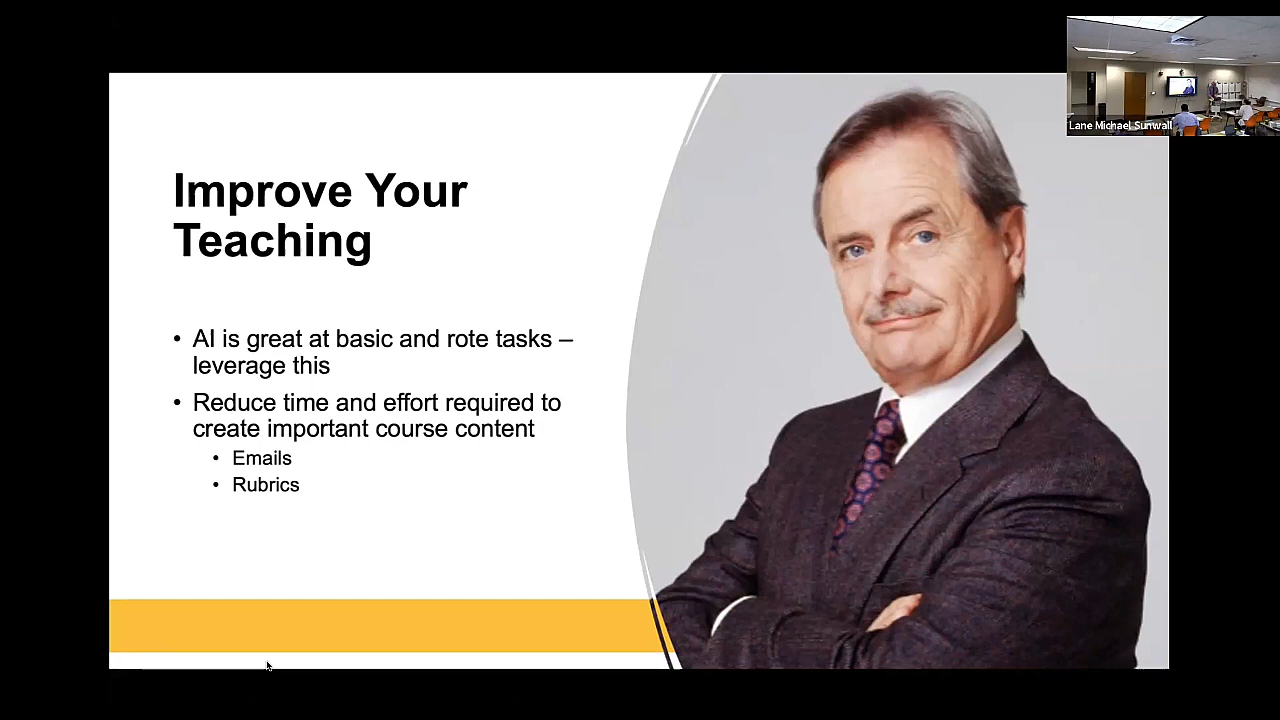 Lane Michael Sunwall
Improve Your
Teaching
• AI is great at basic and rote tasks –
leverage this
• Reduce time and effort required to
create important course content
• Emails
• Rubrics